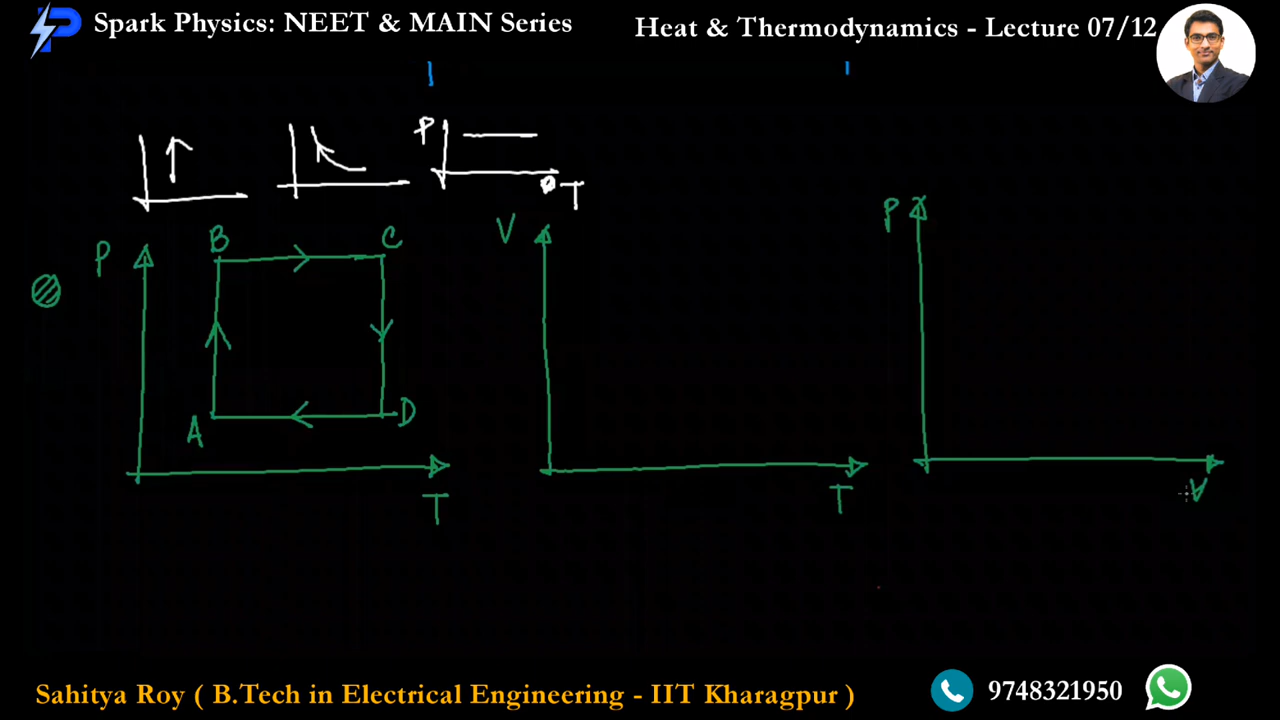 Spark Physics: NEET & MAIN Series
Heat & Thermodynamics - Lecture 07/12
P
T
P
B
C
A
D
T
V
T
P
V
Sahitya Roy ( B.Tech in Electrical Engineering - IIT Kharagpur )
9748321950